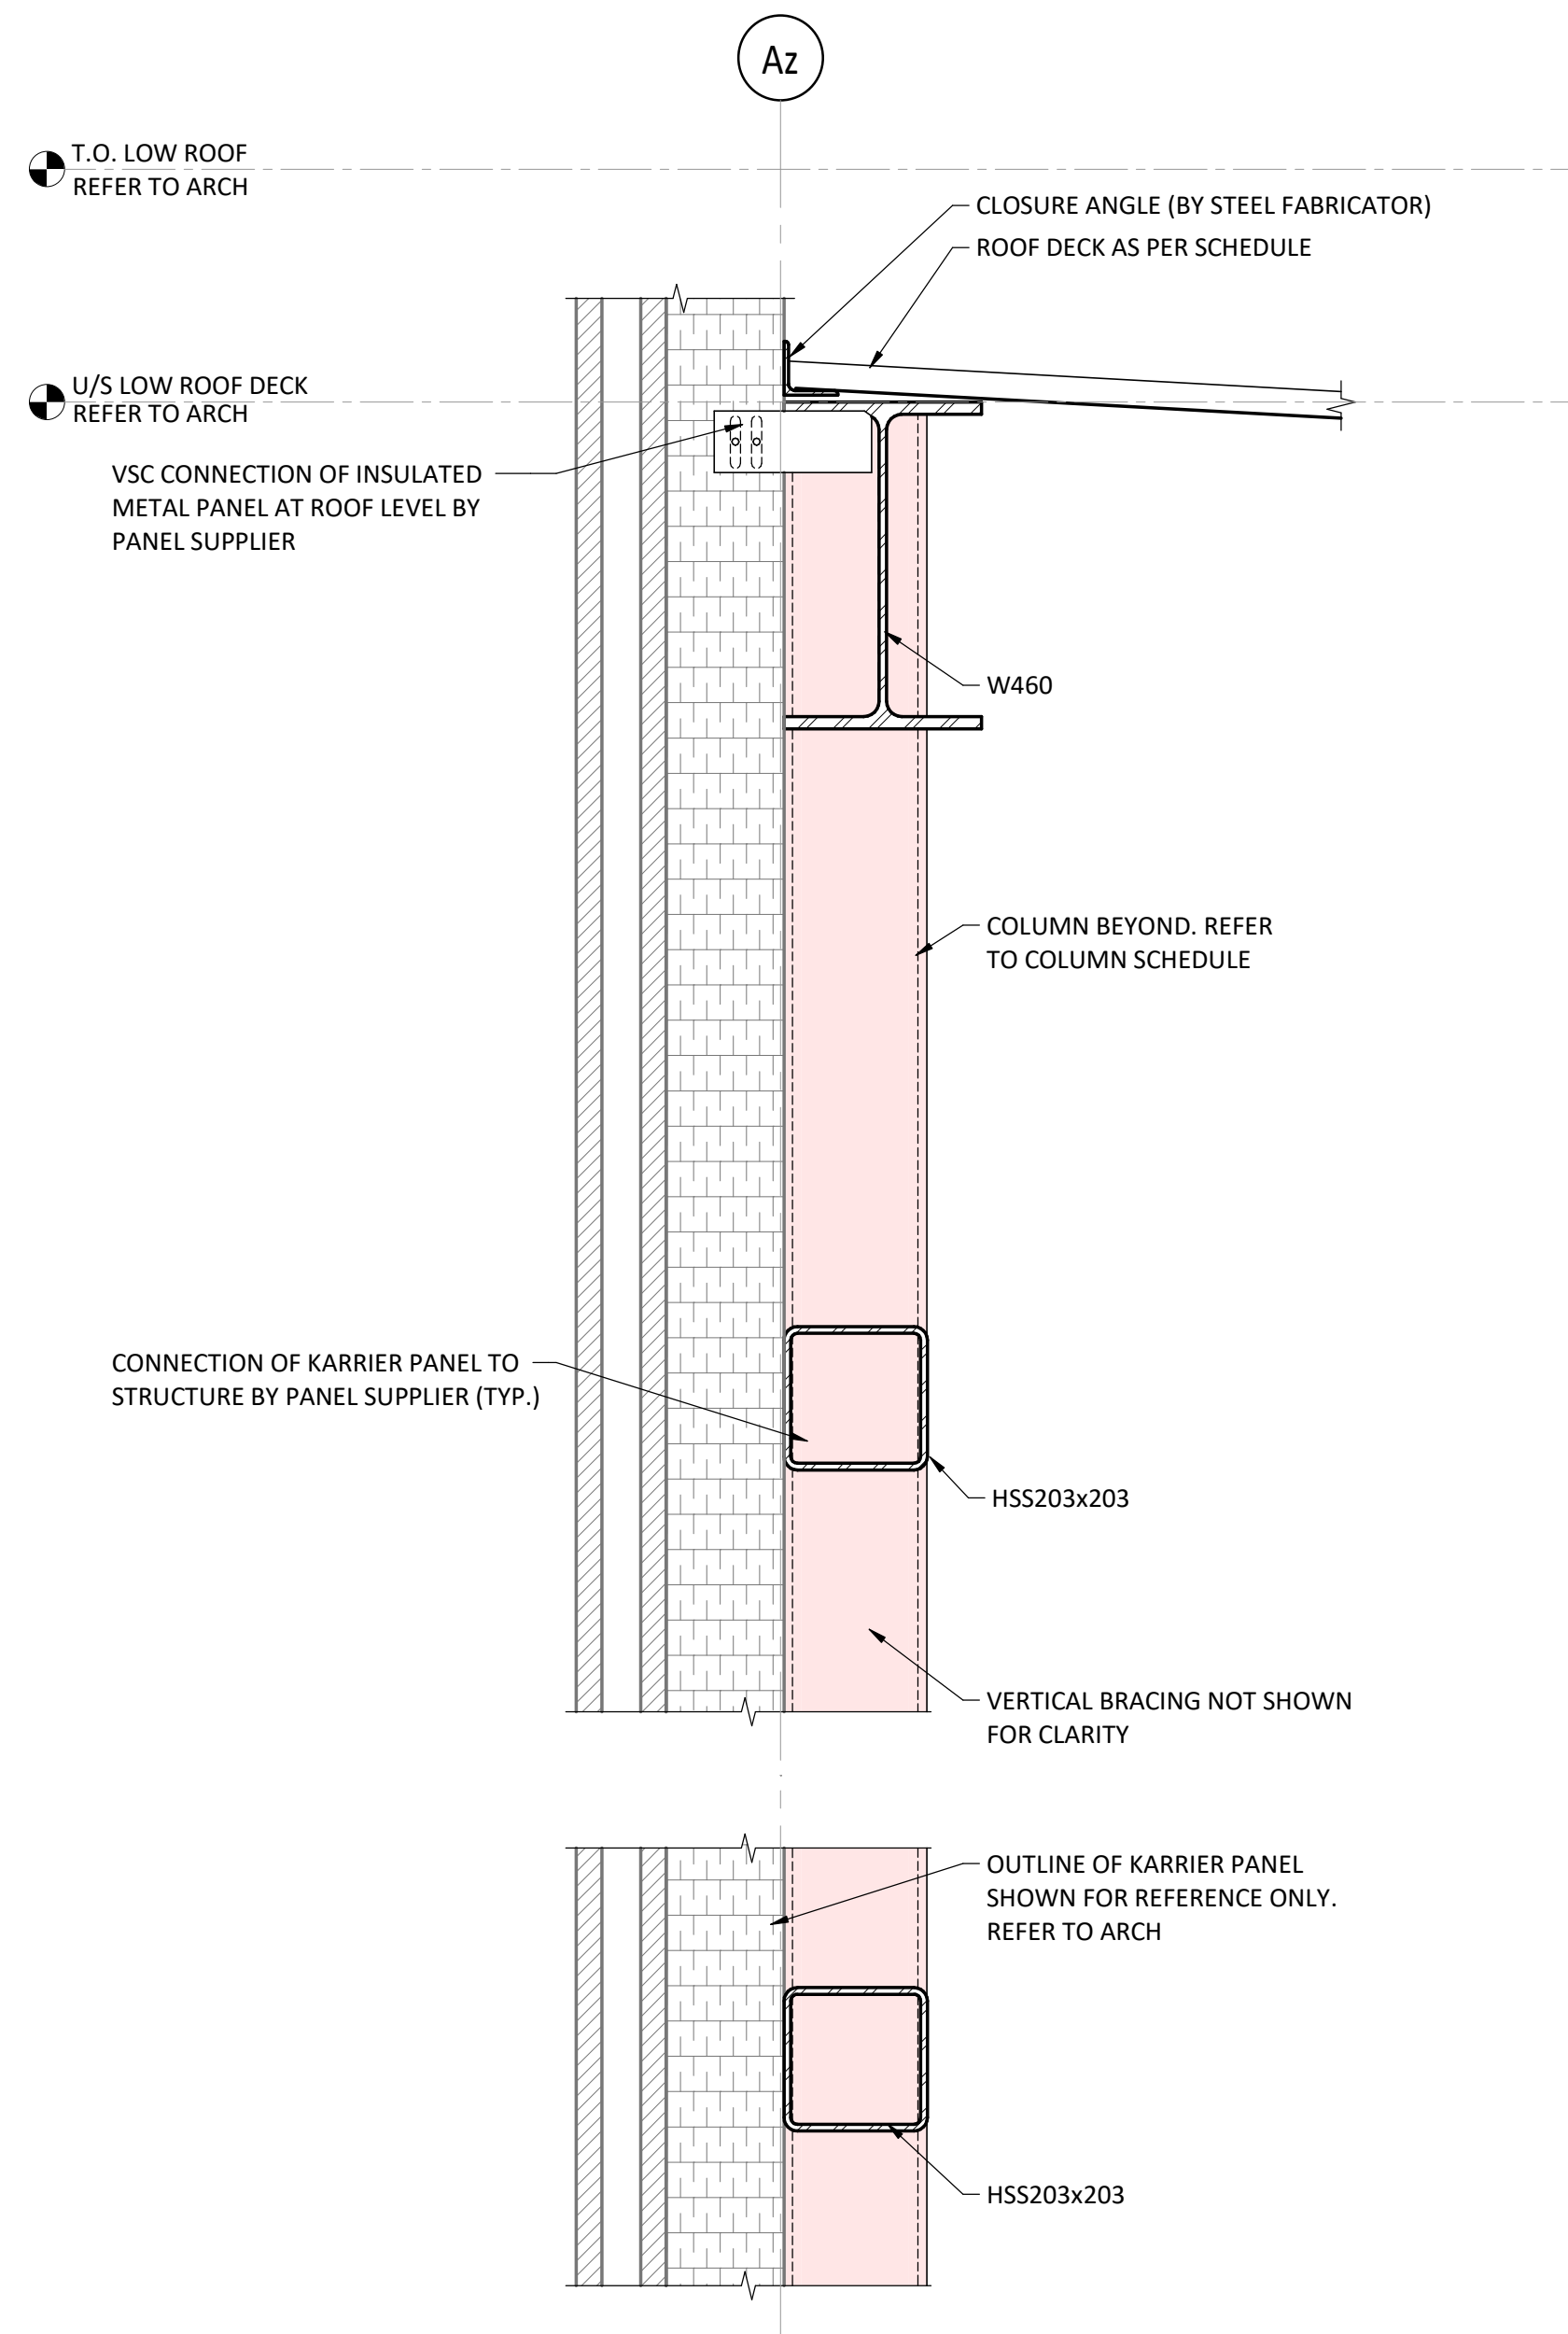 Az
T.O. LOW ROOF
REFER TO ARCH
CLOSURE ANGLE (BY STEEL FABRICATOR)
ROOF DECK AS PER SCHEDULE
U/S LOW ROOF DECK
REFER TO ARCH
VSC CONNECTION OF INSULATED
METAL PANEL AT ROOF LEVEL BY
PANEL SUPPLIER
W460
COLUMN BEYOND. REFER
TO COLUMN SCHEDULE
CONNECTION OF KARRIER PANEL TO
STRUCTURE BY PANEL SUPPLIER (TYP.)
HSS203x203
VERTICAL BRACING NOT SHOWN
FOR CLARITY
OUTLINE OF KARRIER PANEL
SHOWN FOR REFERENCE ONLY.
REFER TO ARCH
HSS203x203